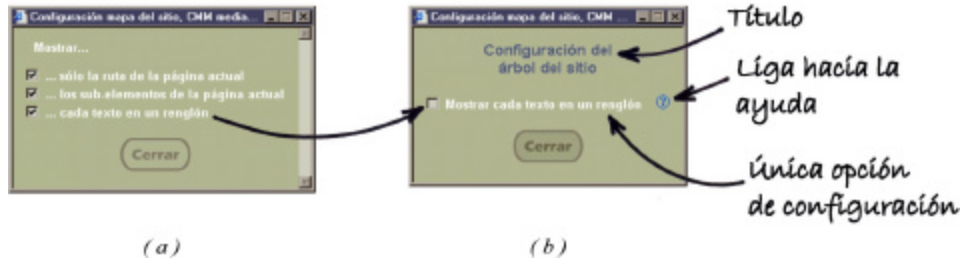 Configuración mapa del sitio, CMM media...
Mostrar...
... sólo la ruta de la página actual
... los sub-elementos de la página actual
... cada texto en un renglón
Cerrar
(a)
Configuración mapa del sitio, CMM ...
Configuración del
árbol del sitio
Mostrar cada texto en un renglón
?
Cerrar
(b)
Título
Liga hacia la
ayuda
Única opción
de configuración